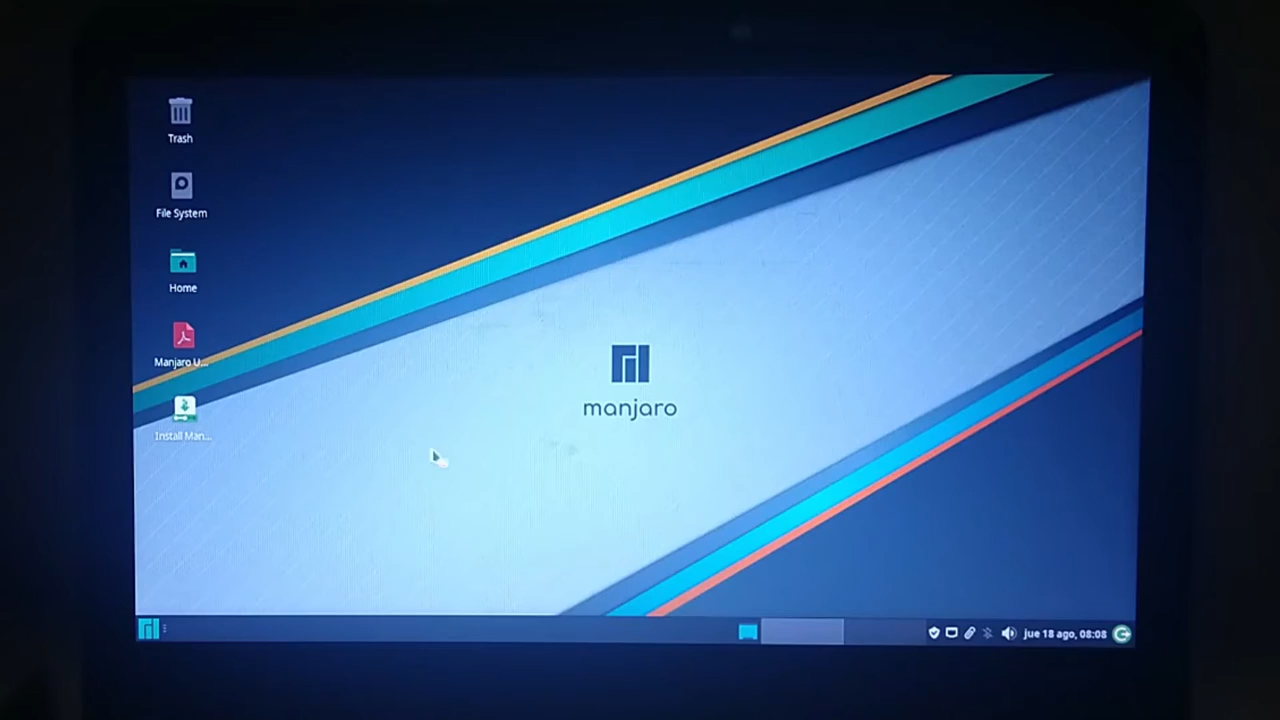 Trash
File System
Home
Manjaro U...
Install Man...
manjaro
jue 18 ago, 08:08